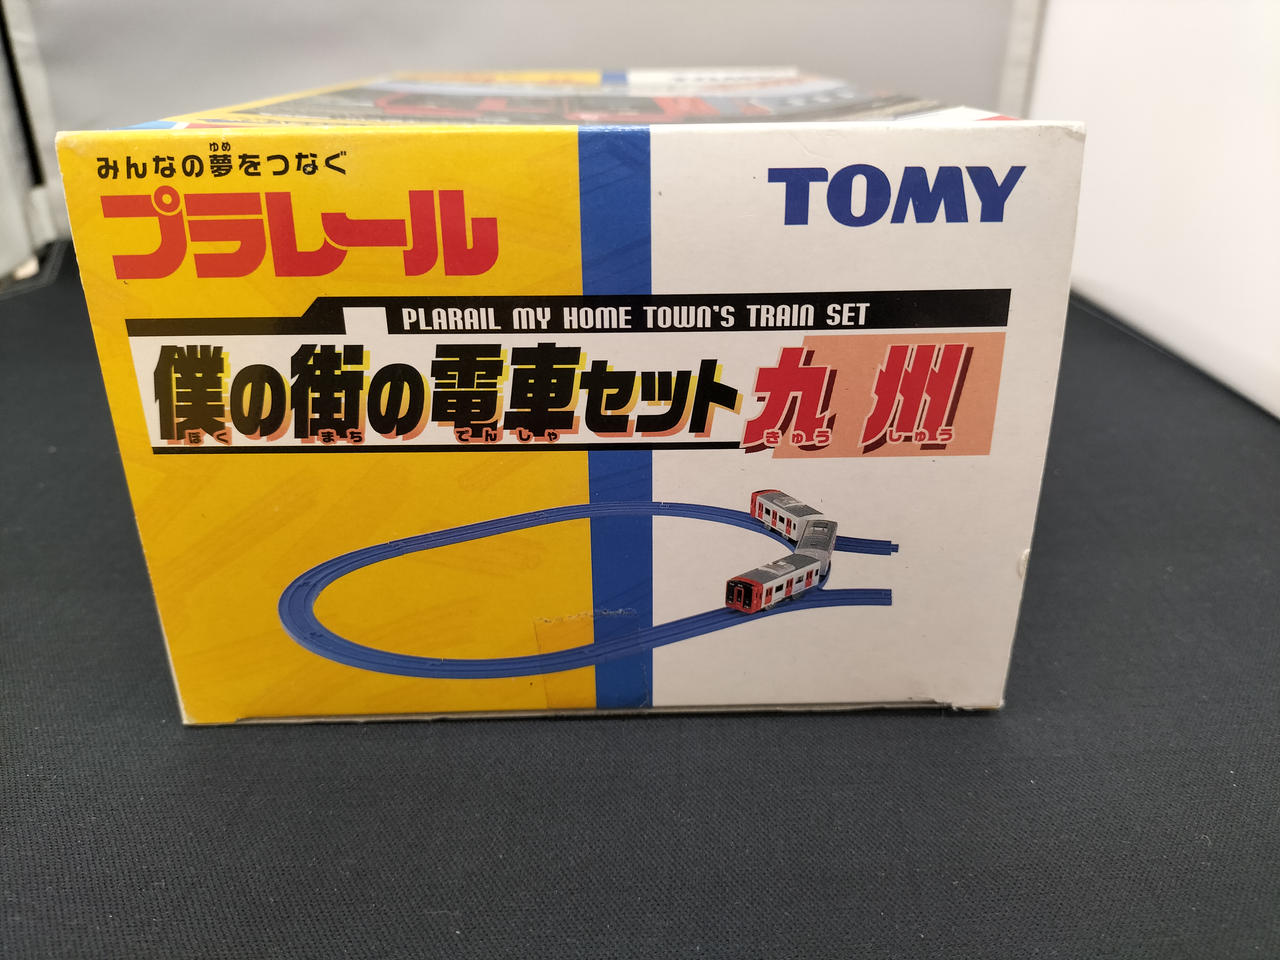 みんなの夢をつなぐ
ゆめ
プラレール
TOMY
PLARAIL MY HOME TOWN'S TRAIN SET
僕の街の電車セット 九州
ぼく まち でんしゃ きゅう しゅう